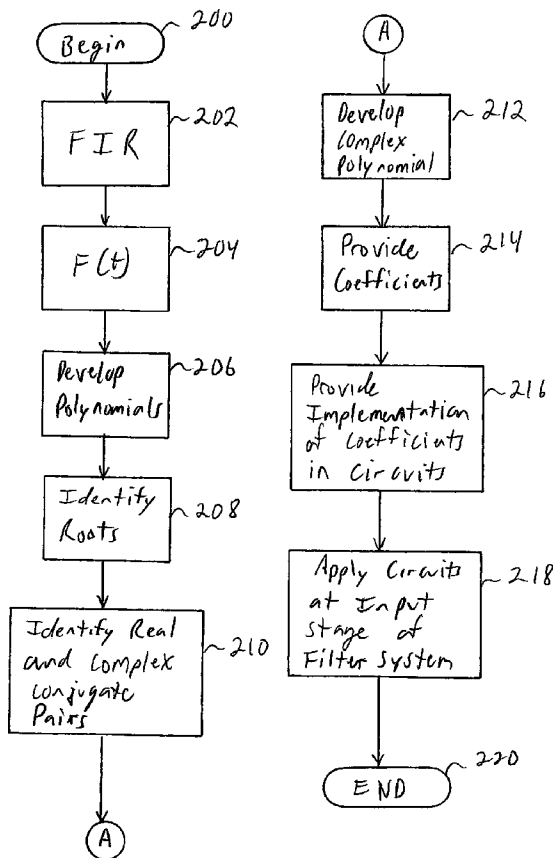 Begin
200
FIR
202
F(t)
204
Develop
Polynomials
206
Identify
Roots
208
Identify Real
and Complex
Conjugate
Pairs
210
A
A
Develop
Complex
Polynomial
212
Provide
Coefficients
214
Provide
Implementation
of Coefficients
in Circuits
216
Apply Circuits
at Input
Stage of
Filter System
218
END
220